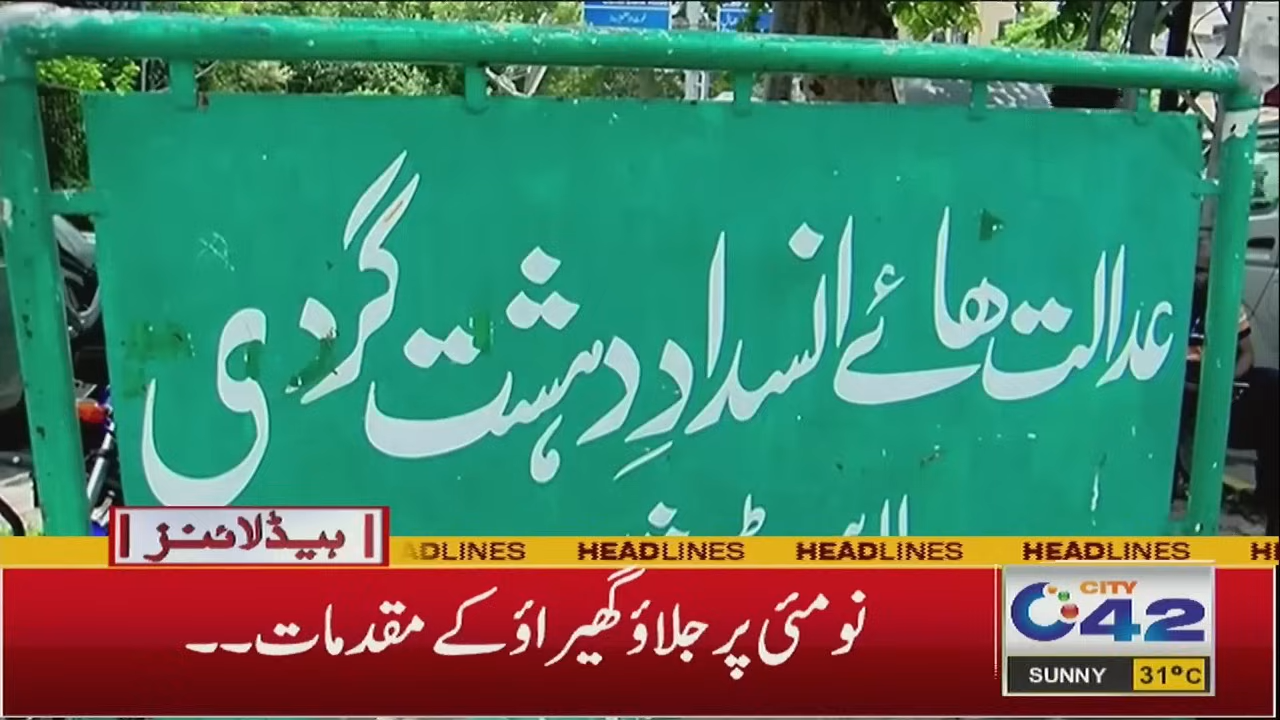 عدالت ھائے انسدادِ دہشت گردی
ہیڈلائنز
HEADLINES HEADLINES HEADLINES
نو مئی پر جلاؤ گھیراؤ کے مقدمات۔۔
CITY
42
SUNNY 31°C